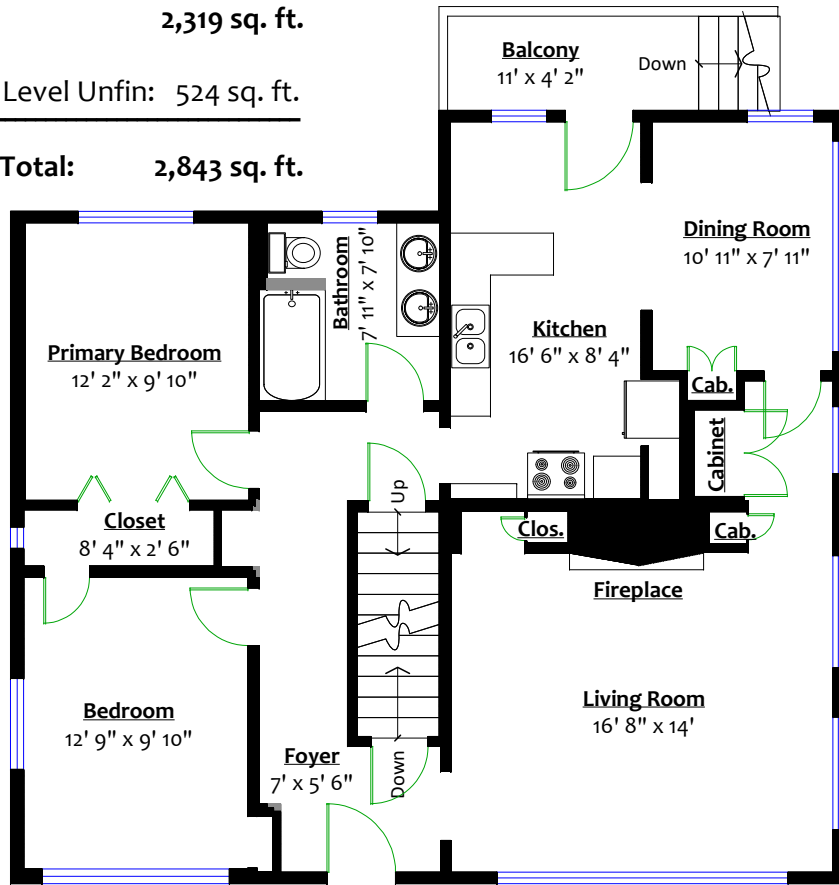 2,319 sq. ft.
Level Unfin: 524 sq. ft.
Total: 2,843 sq. ft.
Balcony
11' x 4' 2"
Down
Dining Room
10' 11" x 7' 11"
Bathroom
7' 11" x 7' 10"
Kitchen
16' 6" x 8' 4"
Primary Bedroom
12' 2" x 9' 10"
Cab.
Cabinet
Up
Closet
8' 4" x 2' 6"
Clos.
Cab.
Fireplace
Living Room
16' 8" x 14'
Bedroom
12' 9" x 9' 10"
Foyer
7' x 5' 6"
Down